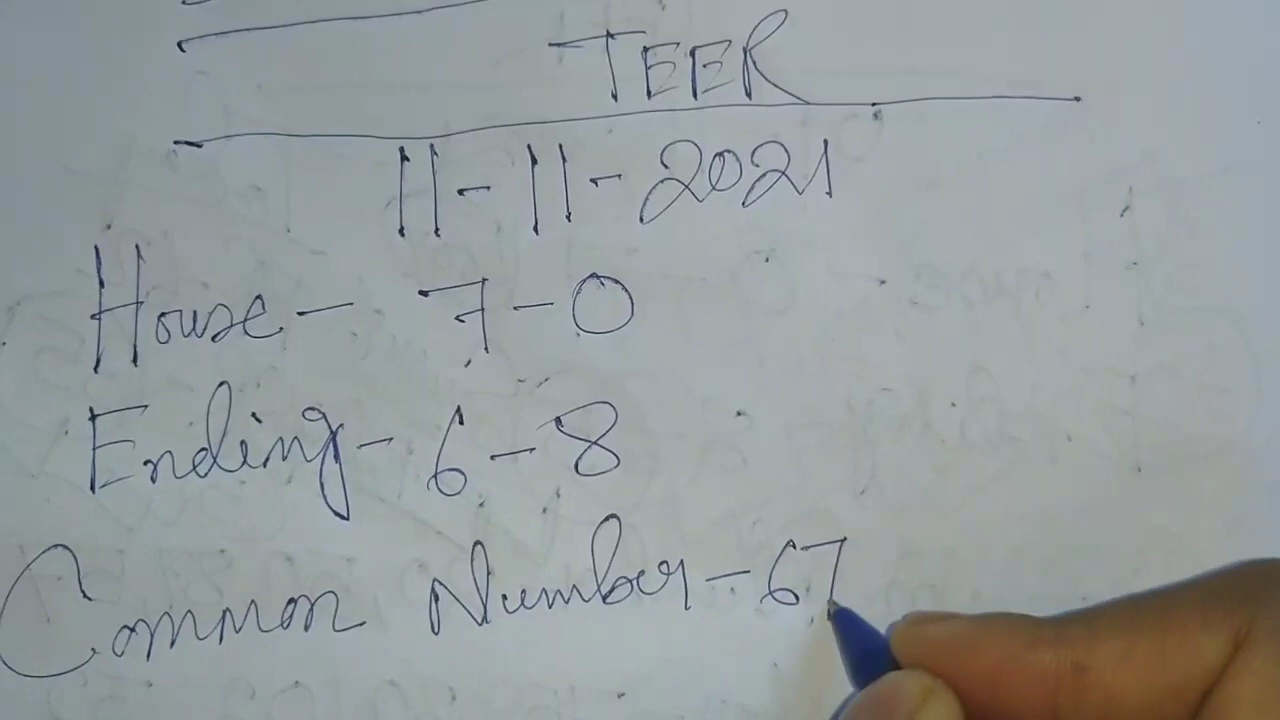 TEER
11-11-2021
House- 7-0
Ending- 6-8
Common Number-67